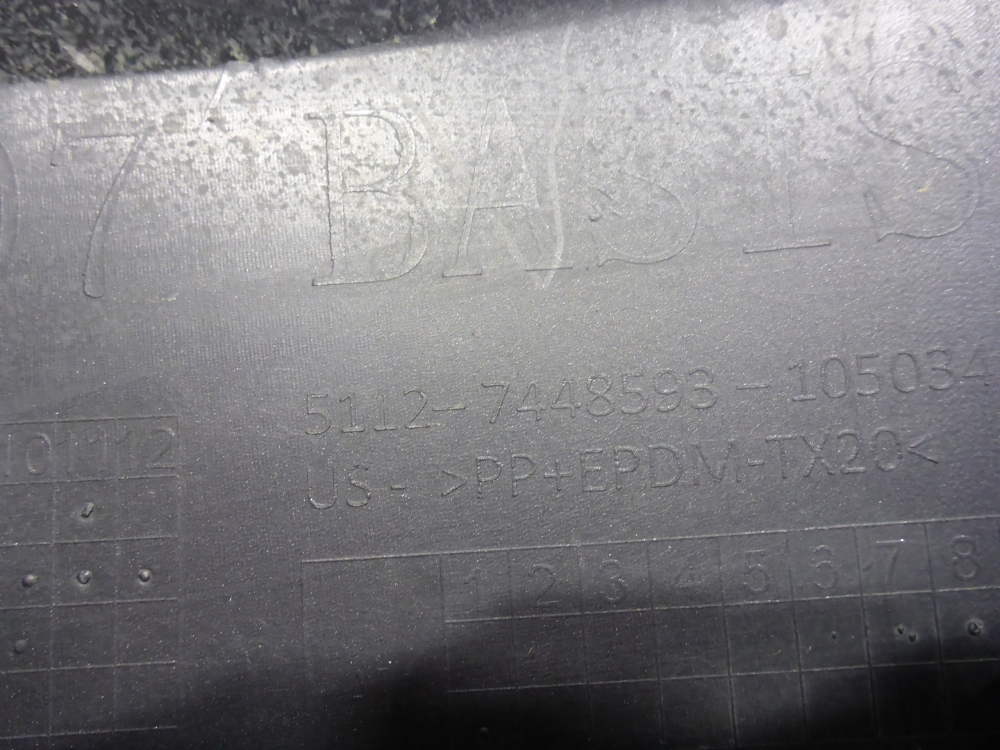 07 BASIS
5112-7448593-105034
US- >PP+EPDM-TX20<
10 11 12
1 2 3 4 5 6 7 8